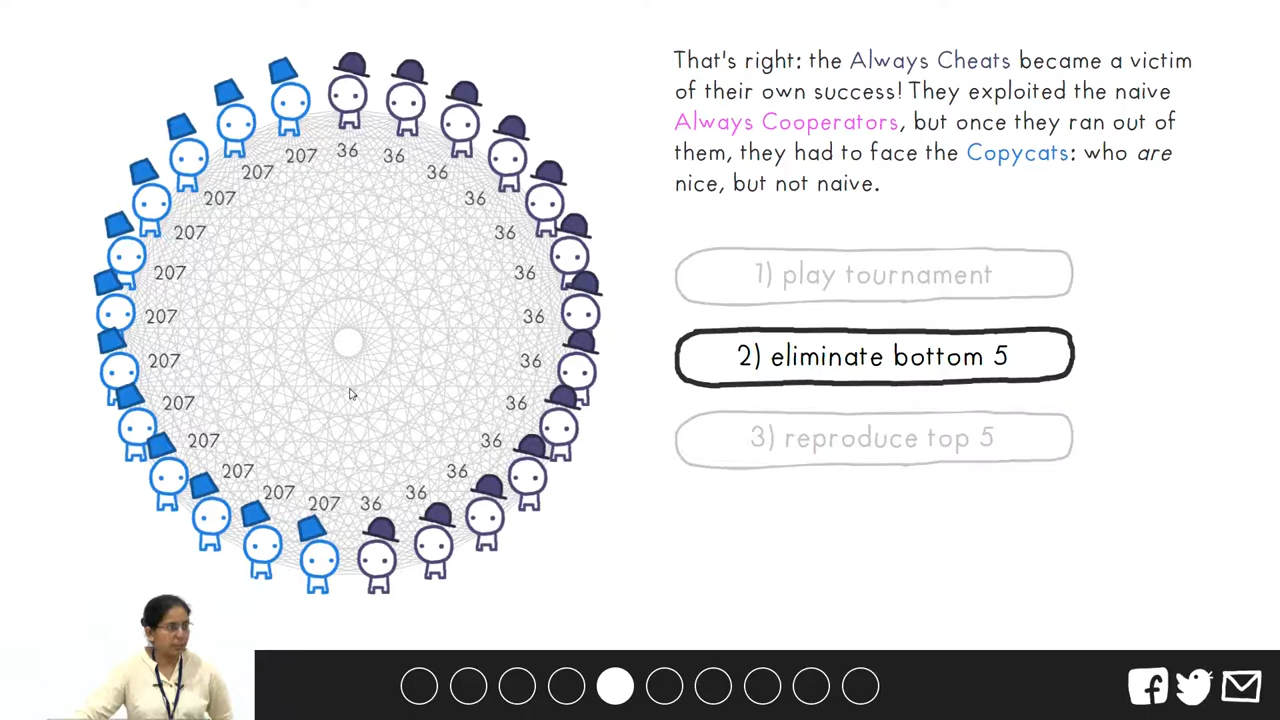 207 36 36
207 36
207 36
207 36
207 36
207 36
207 36
207 36
207 36
207 36
207 36
207 36
That's right: the Always Cheats became a victim
of their own success! They exploited the naive
Always Cooperators, but once they ran out of
them, they had to face the Copycats: who are
nice, but not naive.
1) play tournament
2) eliminate bottom 5
3) reproduce top 5